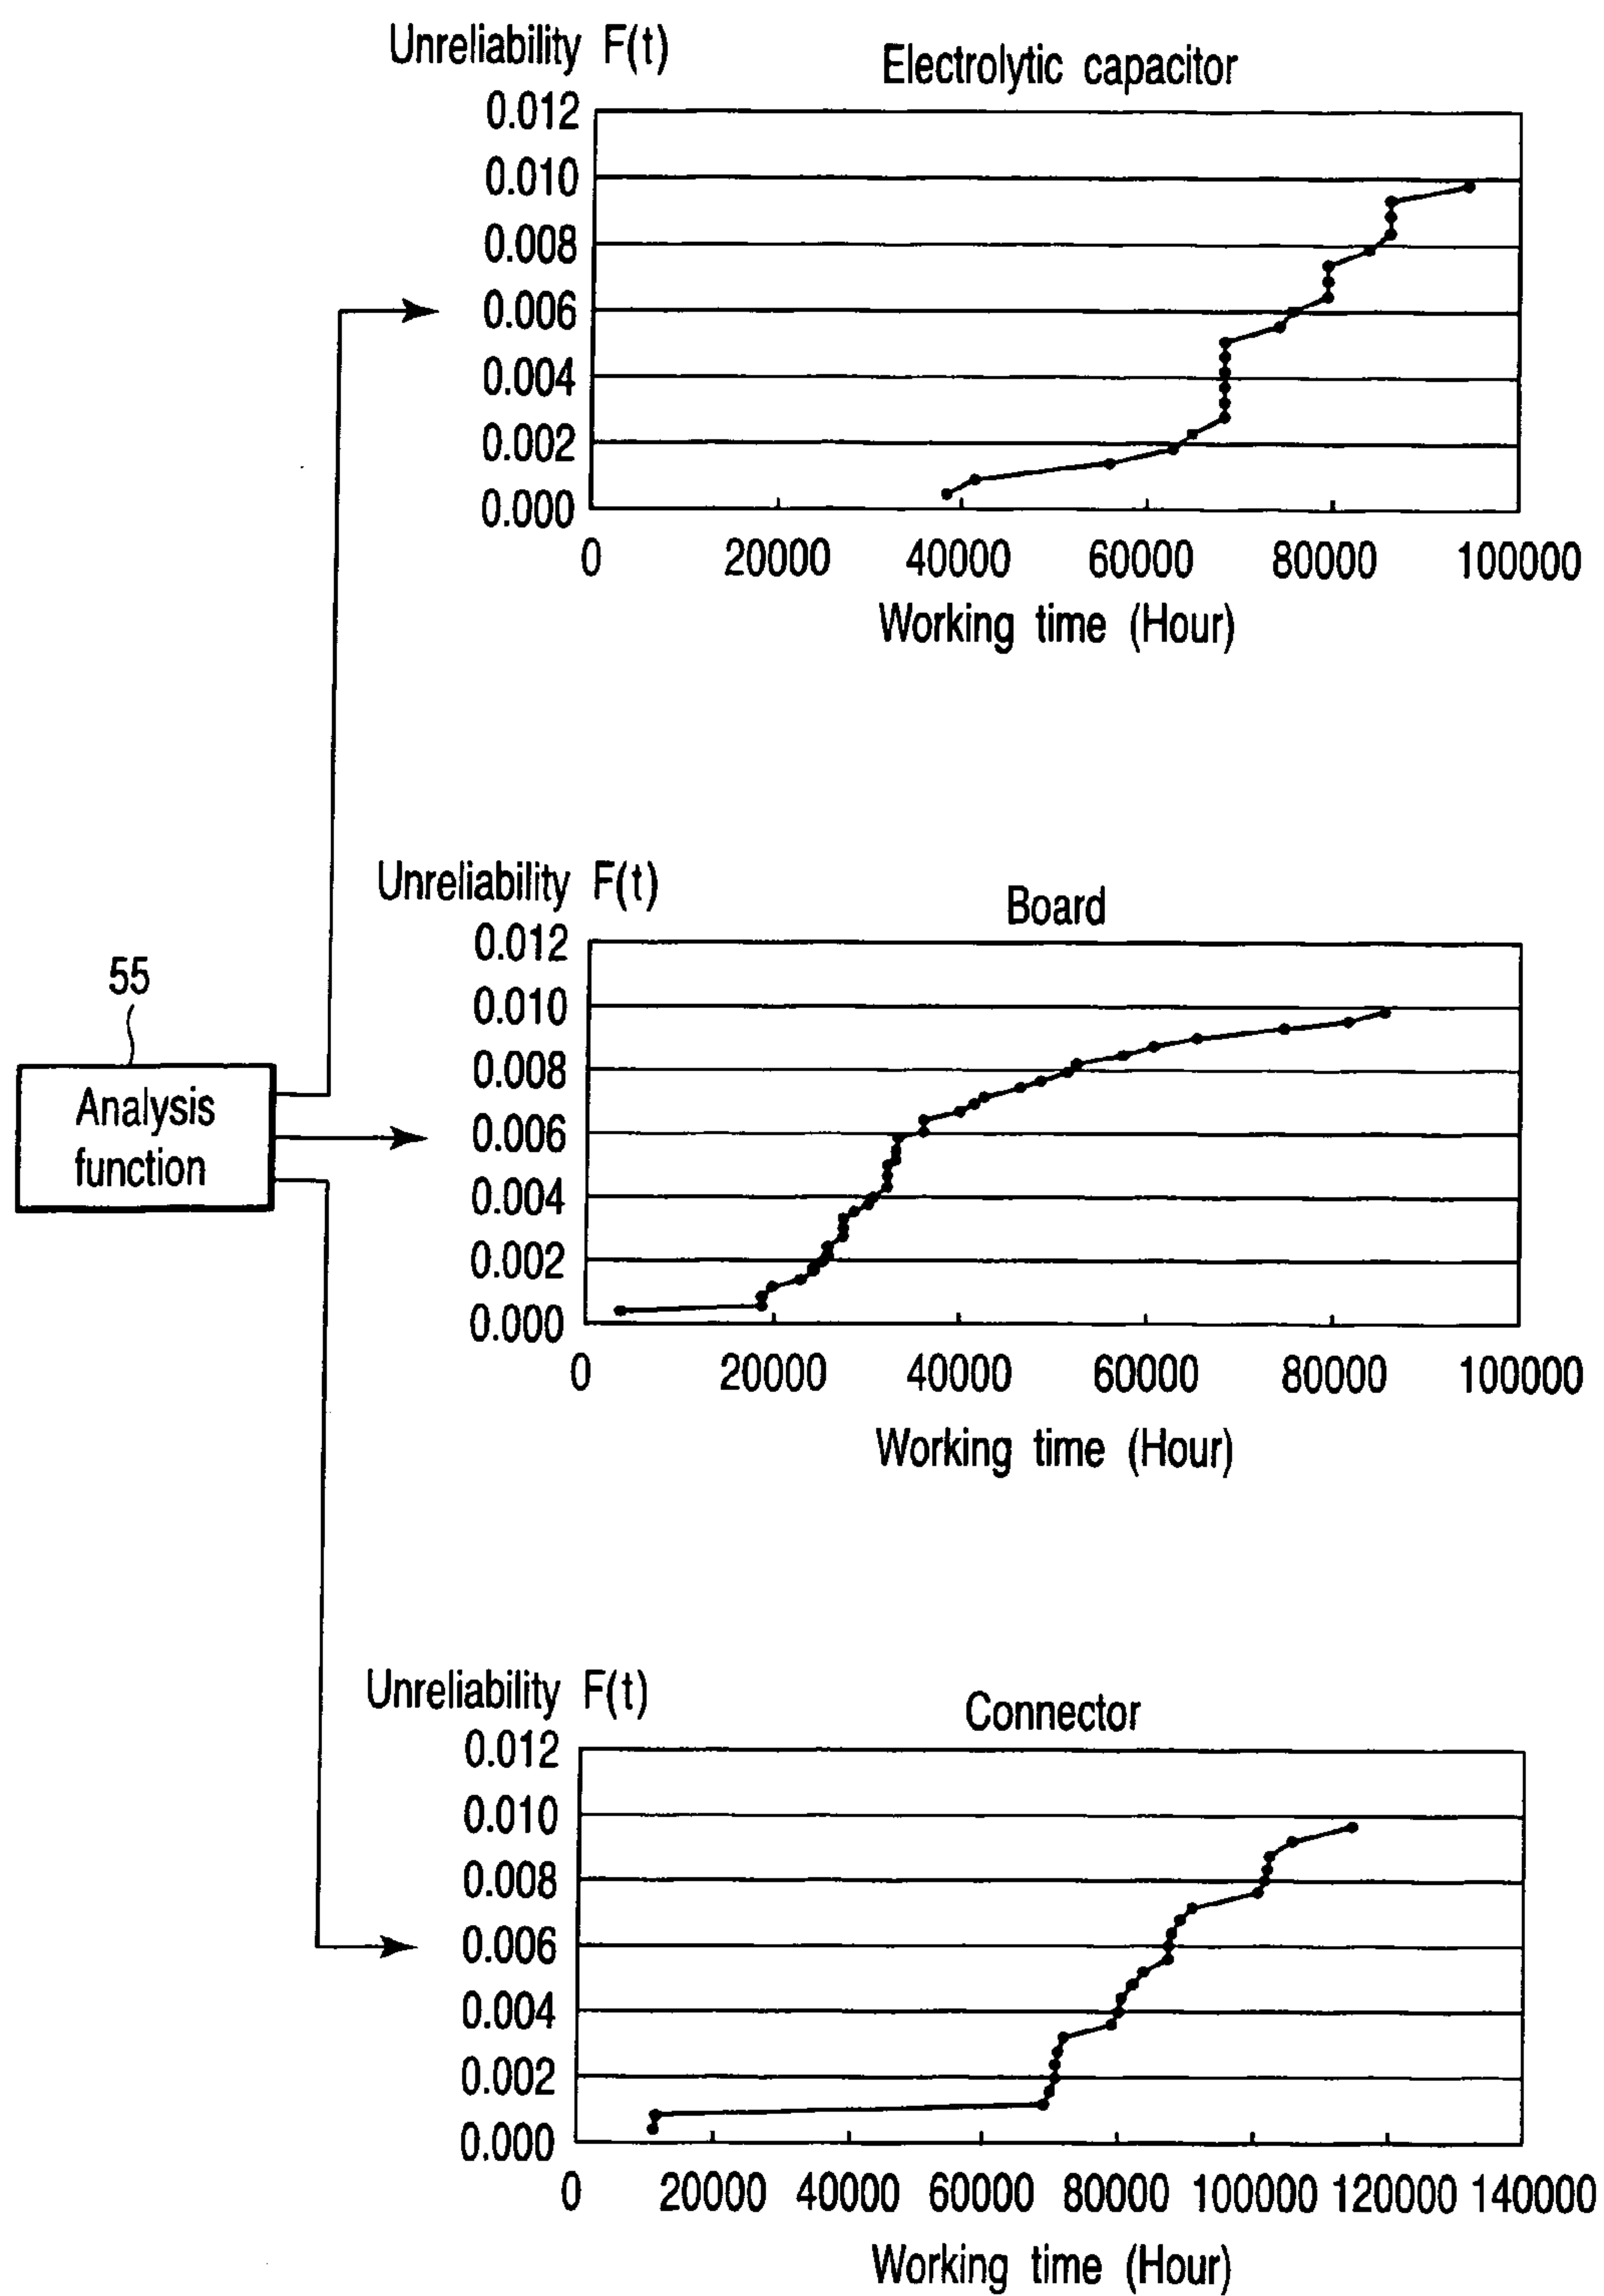 Unreliability F(t)
Electrolytic capacitor
0.012
0.010
0.008
0.006
0.004
0.002
0.000
0 20000 40000 60000 80000 100000
Working time (Hour)
Unreliability F(t)
Board
0.012
0.010
0.008
0.006
0.004
0.002
0.000
0 20000 40000 60000 80000 100000
Working time (Hour)
55
Analysis
function
Unreliability F(t)
Connector
0.012
0.010
0.008
0.006
0.004
0.002
0.000
0 20000 40000 60000 80000 100000 120000 140000
Working time (Hour)